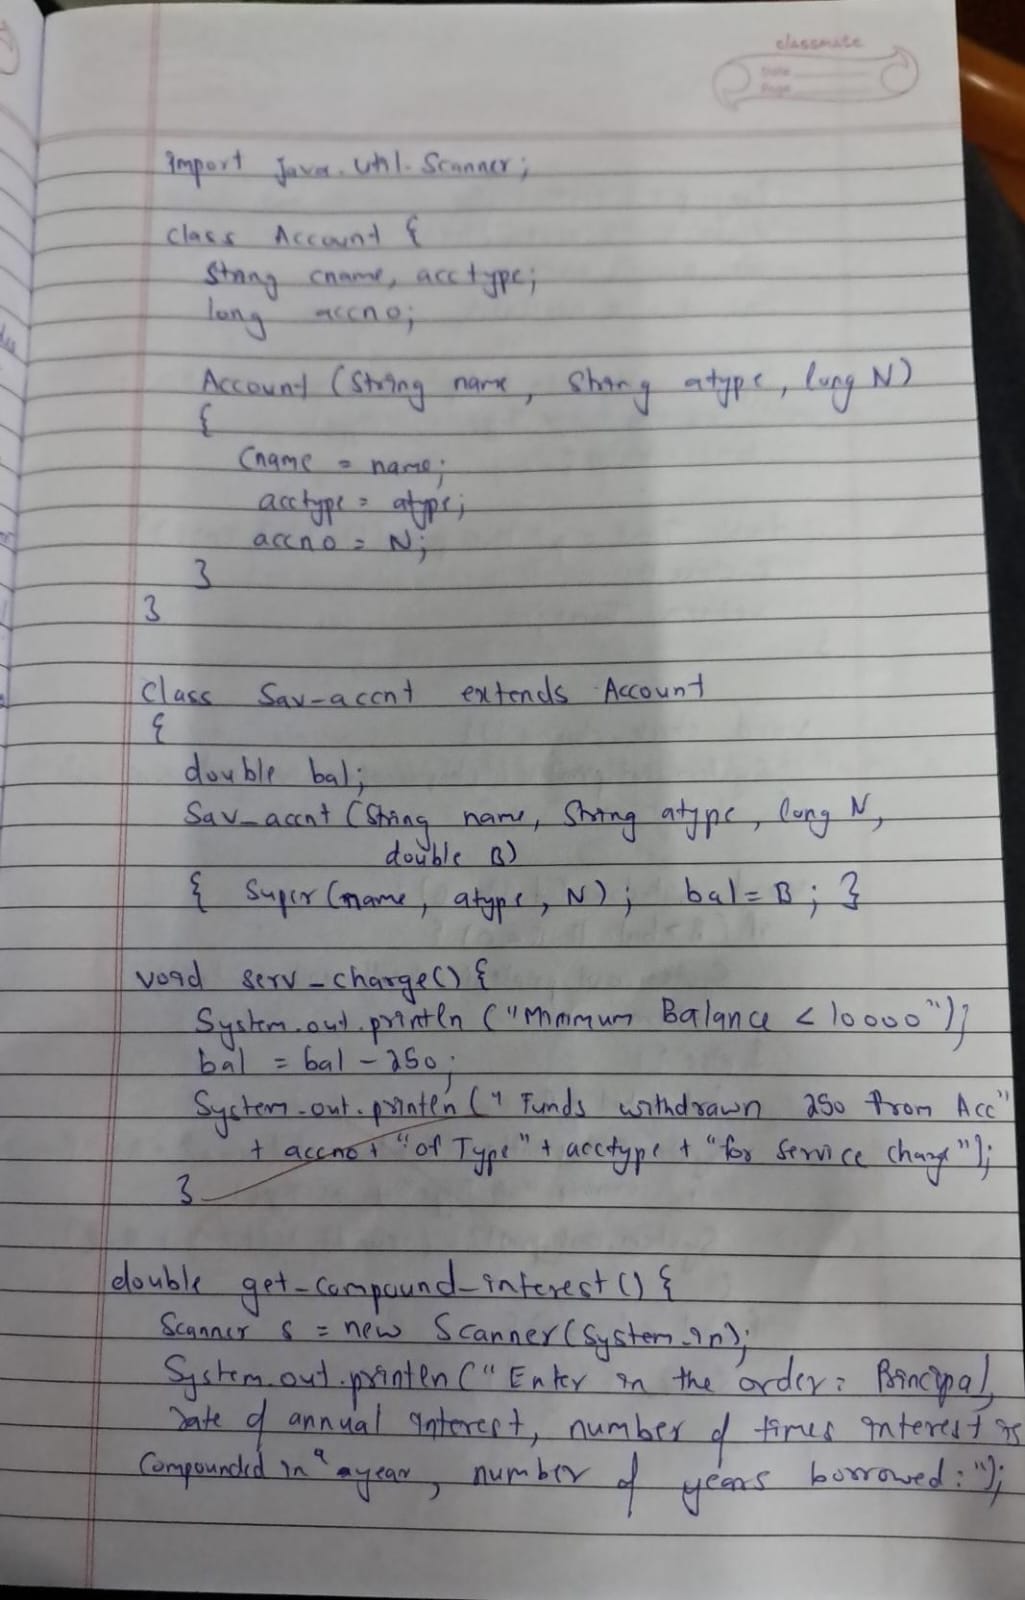 classmate
Date
Page
import java.util.Scanner;
class Account {
String cname, acctype;
long accno;
Account (String name, String atype, long N)
{
cname = name;
acctype = atype;
accno = N;
}
}
class Sav-accnt extends Account
{
double bal;
Sav_accnt (String name, String atype, long N,
double B)
{ super(name, atype, N); bal = B; }
void serv_charge() {
System.out.println ("Minimum Balance < 10000");
bal = bal - 250;
System.out.println (" Funds withdrawn 250 from Acc"
+ accno + "of Type" + acctype + "for service charge");
}
double get-compound-interest() {
Scanner s = new Scanner(System.in);
System.out.println (" Enter in the order: Principal,
rate of annual interest, number of times interest is
compounded in a year, number of years borrowed: ");